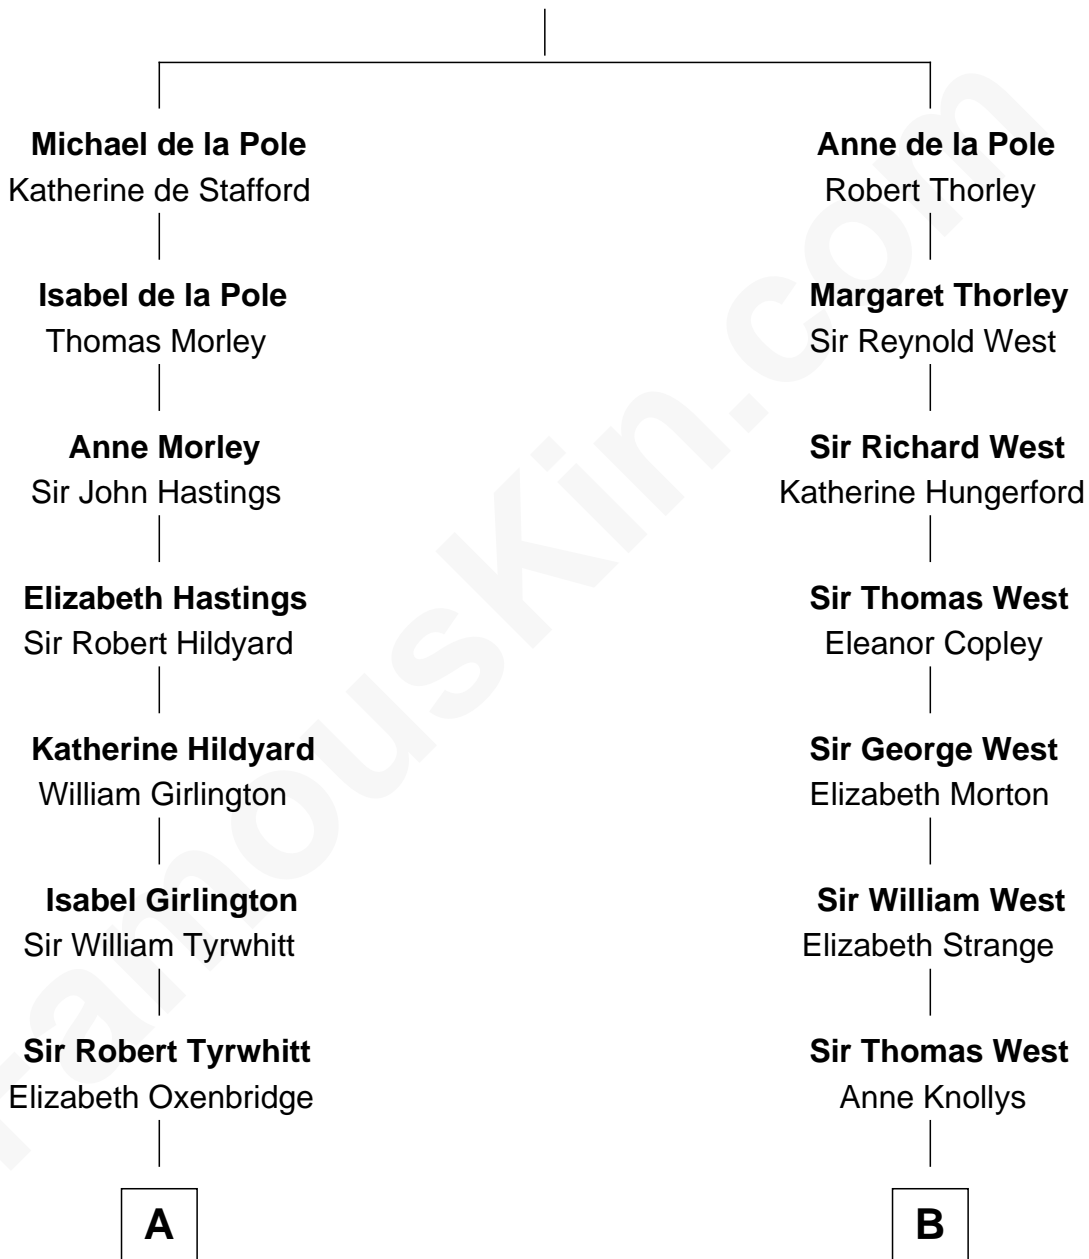 Michael de la Pole
Katherine de Stafford
Isabel de la Pole
Thomas Morley
Anne Morley
Sir John Hastings
Elizabeth Hastings
Sir Robert Hildyard
Katherine Hildyard
William Girlington
Isabel Girlington
Sir William Tyrwhitt
Sir Robert Tyrwhitt
Elizabeth Oxenbridge
A
Anne de la Pole
Robert Thorley
Margaret Thorley
Sir Reynold West
Sir Richard West
Katherine Hungerford
Sir Thomas West
Eleanor Copley
Sir George West
Elizabeth Morton
Sir William West
Elizabeth Strange
Sir Thomas West
Anne Knollys
B
famouskin.com